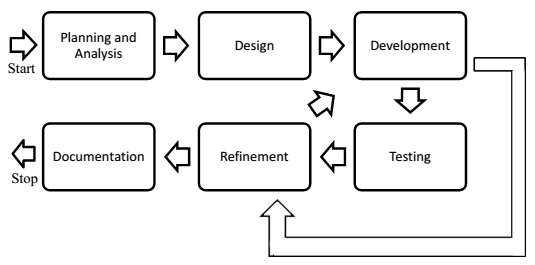 Start
Planning and
Analysis
Design
Development
Stop
Documentation
Refinement
Testing